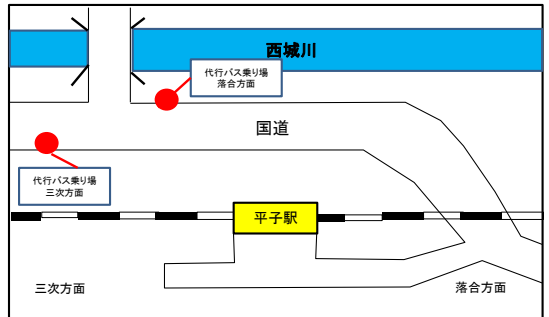 西城川
代行バス乗り場
落合方面
国道
代行バス乗り場
三次方面
平子駅
三次方面
落合方面